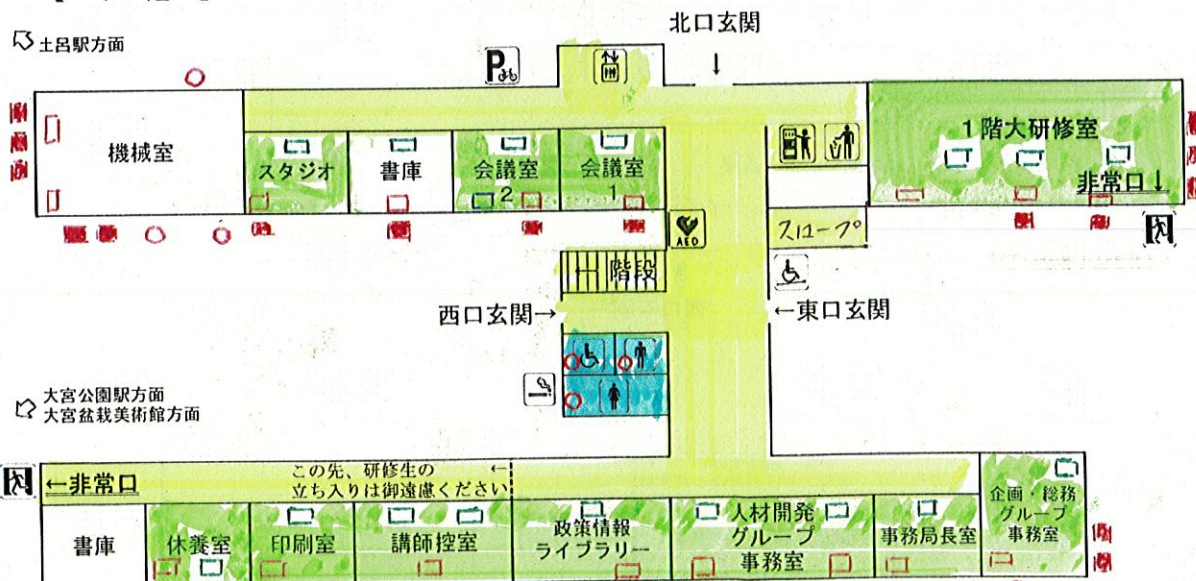 北口玄関
土呂駅方面
P
機械室
スタジオ
書庫
会議室
2
会議室
1
1階大研修室
非常口↓
AED
スロープ
階段
西口玄関→
←東口玄関
大宮公園駅方面
大宮盆栽美術館方面
←非常口
この先、研修生の ←
立ち入りは御遠慮ください
書庫
休養室
印刷室
講師控室
政策情報
ライブラリー
人材開発
グループ
事務室
事務局長室
企画・総務
グループ
事務室